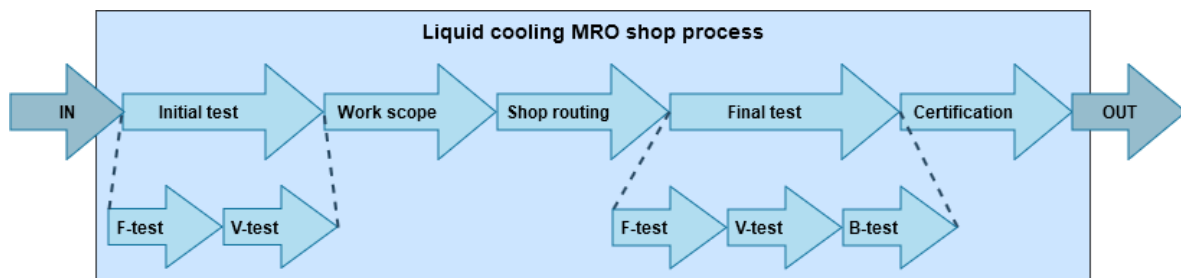 Liquid cooling MRO shop process
IN
Initial test
Work scope
Shop routing
Final test
Certification
OUT
F-test
V-test
F-test
V-test
B-test